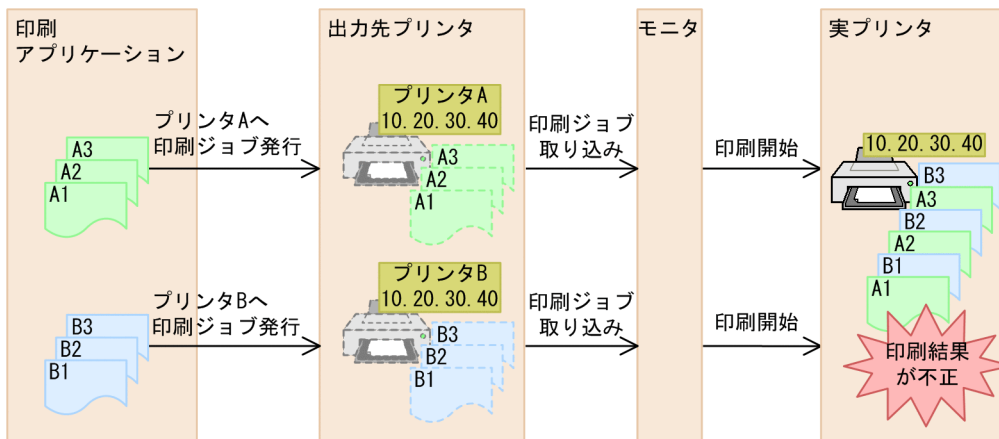 印刷
アプリケーション
出力先プリンタ
モニタ
実プリンタ
プリンタAへ
印刷ジョブ発行
A3
A2
A1
プリンタA
10.20.30.40
A3
A2
A1
印刷ジョブ
取り込み
印刷開始
10.20.30.40
B3
A3
B2
A2
B1
A1
プリンタBへ
印刷ジョブ発行
B3
B2
B1
プリンタB
10.20.30.40
B3
B2
B1
印刷ジョブ
取り込み
印刷開始
印刷結果
が不正